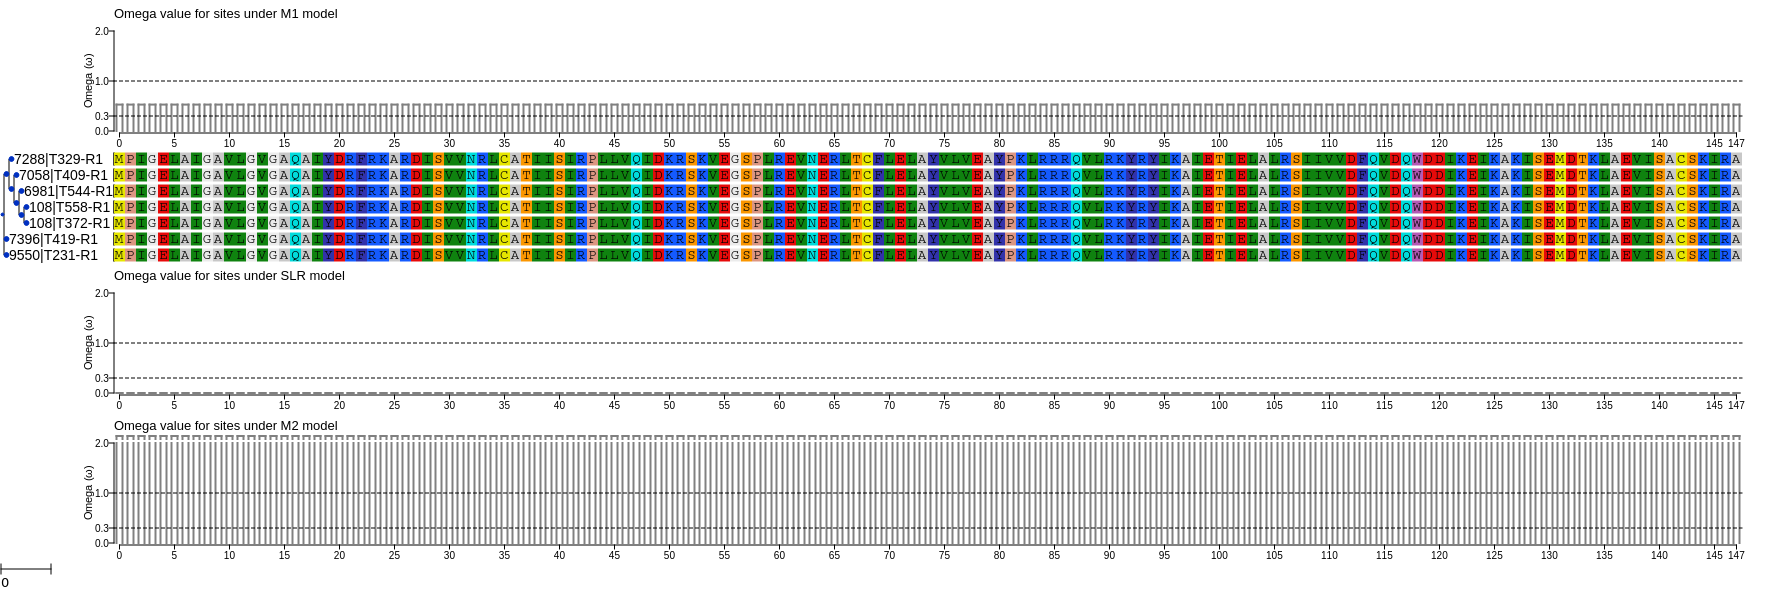 Omega value for sites under M1 model
2.0
Omega (ω)
1.0
0.3
0.0
0 5 10 15 20 25 30 35 40 45 50 55 60 65 70 75 80 85 90 95 100 105 110 115 120 125 130 135 140 145 147
7288|T329-R1 MPIGELAIGAVLGVGAQAIYDRFRKARDISVVNRLCATIISIRPLLVQIDKRSKVEGSPLREVNERLTCFLELAYVLVEAYPKLRRRQVLRKYRYIKAIETIELALRSIIVVDFQVDQWDDIKEIKAKISEMDTKLAEVISACSKIRA
7058|T409-R1 MPIGELAIGAVLGVGAQAIYDRFRKARDISVVNRLCATIISIRPLLVQIDKRSKVEGSPLREVNERLTCFLELAYVLVEAYPKLRRRQVLRKYRYIKAIETIELALRSIIVVDFQVDQWDDIKEIKAKISEMDTKLAEVISACSKIRA
6981|T544-R1 MPIGELAIGAVLGVGAQAIYDRFRKARDISVVNRLCATIISIRPLLVQIDKRSKVEGSPLREVNERLTCFLELAYVLVEAYPKLRRRQVLRKYRYIKAIETIELALRSIIVVDFQVDQWDDIKEIKAKISEMDTKLAEVISACSKIRA
108|T558-R1 MPIGELAIGAVLGVGAQAIYDRFRKARDISVVNRLCATIISIRPLLVQIDKRSKVEGSPLREVNERLTCFLELAYVLVEAYPKLRRRQVLRKYRYIKAIETIELALRSIIVVDFQVDQWDDIKEIKAKISEMDTKLAEVISACSKIRA
108|T372-R1 MPIGELAIGAVLGVGAQAIYDRFRKARDISVVNRLCATIISIRPLLVQIDKRSKVEGSPLREVNERLTCFLELAYVLVEAYPKLRRRQVLRKYRYIKAIETIELALRSIIVVDFQVDQWDDIKEIKAKISEMDTKLAEVISACSKIRA
7396|T419-R1 MPIGELAIGAVLGVGAQAIYDRFRKARDISVVNRLCATIISIRPLLVQIDKRSKVEGSPLREVNERLTCFLELAYVLVEAYPKLRRRQVLRKYRYIKAIETIELALRSIIVVDFQVDQWDDIKEIKAKISEMDTKLAEVISACSKIRA
9550|T231-R1 MPIGELAIGAVLGVGAQAIYDRFRKARDISVVNRLCATIISIRPLLVQIDKRSKVEGSPLREVNERLTCFLELAYVLVEAYPKLRRRQVLRKYRYIKAIETIELALRSIIVVDFQVDQWDDIKEIKAKISEMDTKLAEVISACSKIRA
Omega value for sites under SLR model
2.0
Omega (ω)
1.0
0.3
0.0
0 5 10 15 20 25 30 35 40 45 50 55 60 65 70 75 80 85 90 95 100 105 110 115 120 125 130 135 140 145 147
Omega value for sites under M2 model
2.0
Omega (ω)
1.0
0.3
0.0
0 5 10 15 20 25 30 35 40 45 50 55 60 65 70 75 80 85 90 95 100 105 110 115 120 125 130 135 140 145 147
0